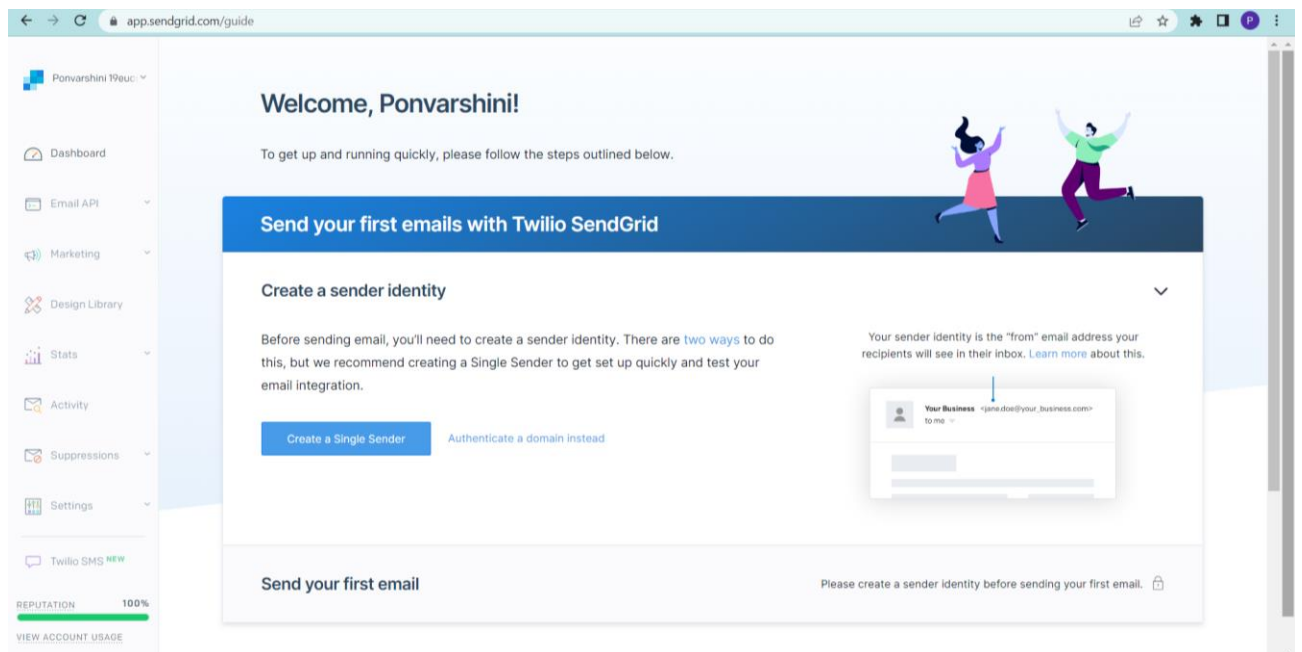 app.sendgrid.com/guide
P
Ponvarshini 19euc
Dashboard
Email API
Marketing
Design Library
Stats
Activity
Suppressions
Settings
Twilio SMS NEW
REPUTATION 100%
VIEW ACCOUNT USAGE
Welcome, Ponvarshini!
To get up and running quickly, please follow the steps outlined below.
Send your first emails with Twilio SendGrid
Create a sender identity
Before sending email, you'll need to create a sender identity. There are two ways to do
this, but we recommend creating a Single Sender to get set up quickly and test your
email integration.
Create a Single Sender
Authenticate a domain instead
Your sender identity is the "from" email address your
recipients will see in their inbox. Learn more about this.
Your Business <jane.doe@your_business.com>
to me
Send your first email
Please create a sender identity before sending your first email.